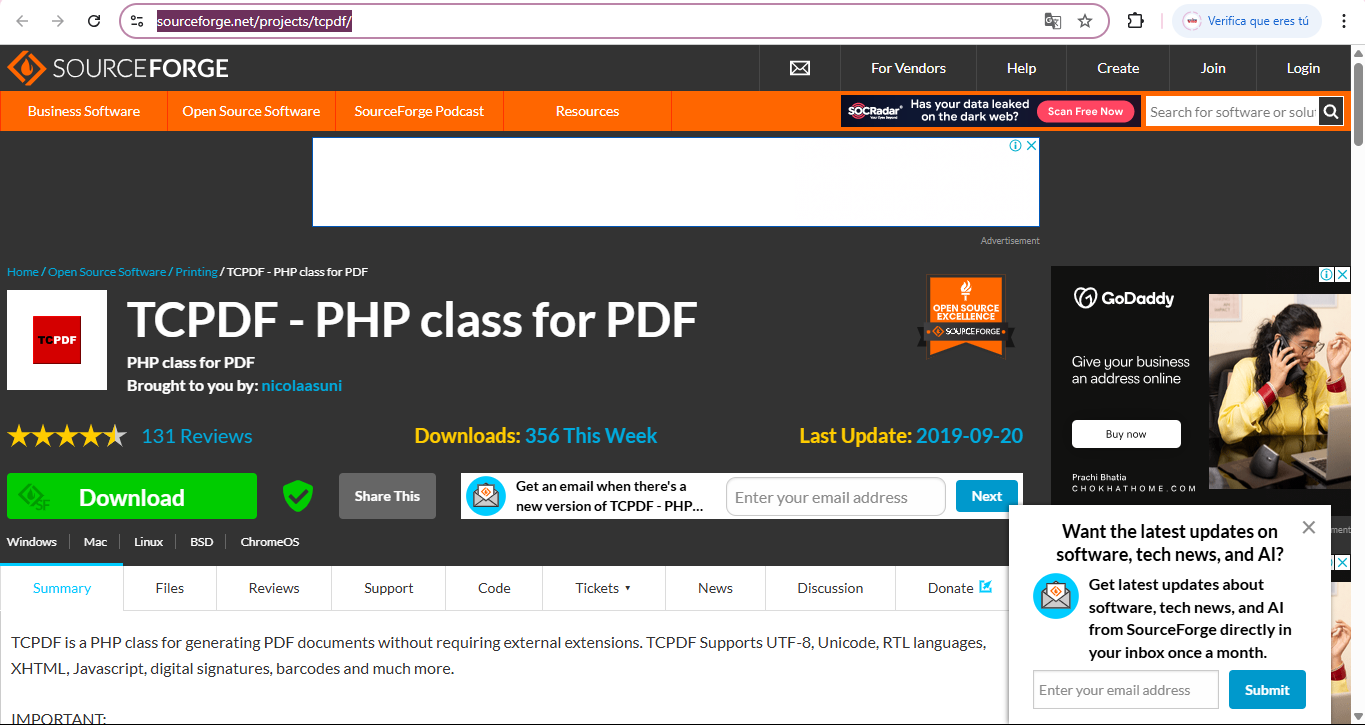 sourceforge.net/projects/tcpdf/
Verifica que eres tú
SOURCEFORGE
For Vendors
Help
Create
Join
Login
Business Software
Open Source Software
SourceForge Podcast
Resources
SOCRadar®
Has your data leaked
on the dark web?
Scan Free Now
Search for software or solut
Advertisement
Home / Open Source Software / Printing / TCPDF - PHP class for PDF
TCPDF
TCPDF - PHP class for PDF
PHP class for PDF
Brought to you by: nicolaasuni
OPEN SOURCE
EXCELLENCE
SOURCEFORGE
GoDaddy
Give your business
an address online
Buy now
Prachi Bhatia
CHOKHATHOME.COM
131 Reviews
Downloads: 356 This Week
Last Update: 2019-09-20
Download
Share This
Get an email when there's a
new version of TCPDF - PHP...
Enter your email address
Next
Windows
Mac
Linux
BSD
ChromeOS
Summary
Files
Reviews
Support
Code
Tickets
News
Discussion
Donate
TCPDF is a PHP class for generating PDF documents without requiring external extensions. TCPDF Supports UTF-8, Unicode, RTL languages,
XHTML, Javascript, digital signatures, barcodes and much more.
IMPORTANT:
Want the latest updates on
software, tech news, and AI?
Get latest updates about
software, tech news, and AI
from SourceForge directly in
your inbox once a month.
Enter your email address
Submit